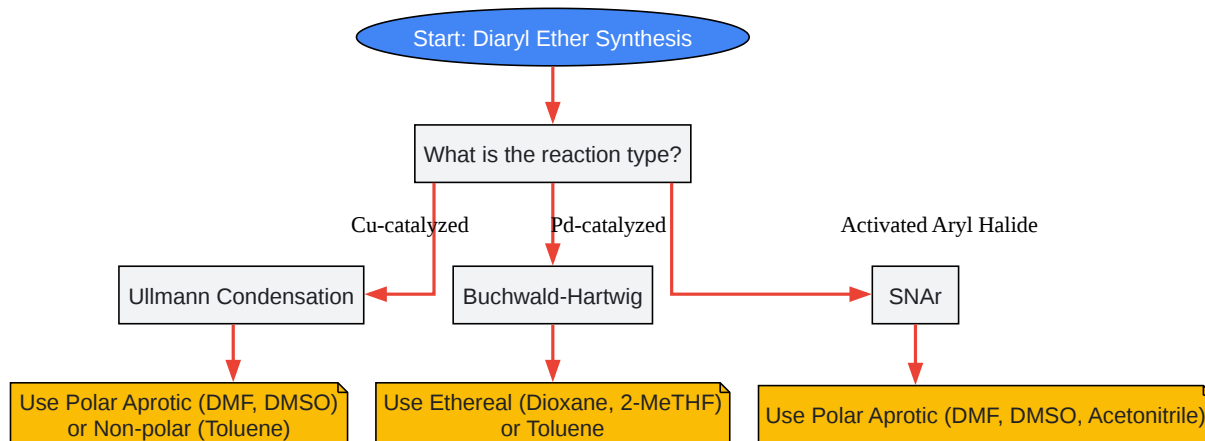 Start: Diaryl Ether Synthesis
What is the reaction type?
Cu-catalyzed
Pd-catalyzed
Activated Aryl Halide
Ullmann Condensation
Buchwald-Hartwig
SNAr
Use Polar Aprotic (DMF, DMSO)
or Non-polar (Toluene)
Use Ethereal (Dioxane, 2-MeTHF)
or Toluene
Use Polar Aprotic (DMF, DMSO, Acetonitrile)